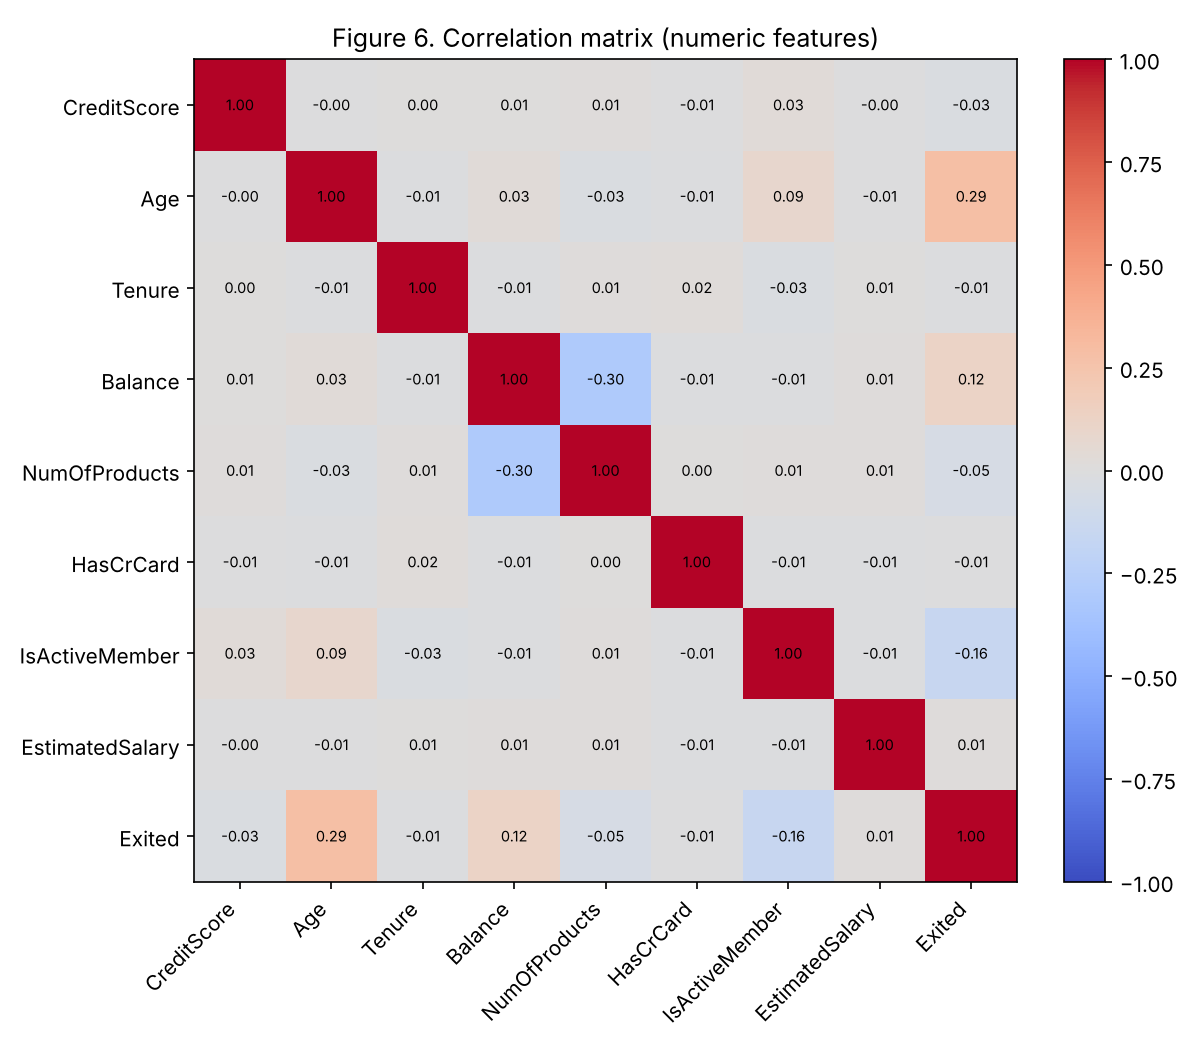 Figure 6. Correlation matrix (numeric features)
CreditScore 1.00 -0.00 0.00 0.01 0.01 -0.01 0.03 -0.00 -0.03
Age -0.00 1.00 -0.01 0.03 -0.03 -0.01 0.09 -0.01 0.29
Tenure 0.00 -0.01 1.00 -0.01 0.01 0.02 -0.03 0.01 -0.01
Balance 0.01 0.03 -0.01 1.00 -0.30 -0.01 -0.01 0.01 0.12
NumOfProducts 0.01 -0.03 0.01 -0.30 1.00 0.00 0.01 0.01 -0.05
HasCrCard -0.01 -0.01 0.02 -0.01 0.00 1.00 -0.01 -0.01 -0.01
IsActiveMember 0.03 0.09 -0.03 -0.01 0.01 -0.01 1.00 -0.01 -0.16
EstimatedSalary -0.00 -0.01 0.01 0.01 0.01 -0.01 -0.01 1.00 0.01
Exited -0.03 0.29 -0.01 0.12 -0.05 -0.01 -0.16 0.01 1.00
CreditScore
Age
Tenure
Balance
NumOfProducts
HasCrCard
IsActiveMember
EstimatedSalary
Exited
1.00
0.75
0.50
0.25
0.00
−0.25
−0.50
−0.75
−1.00